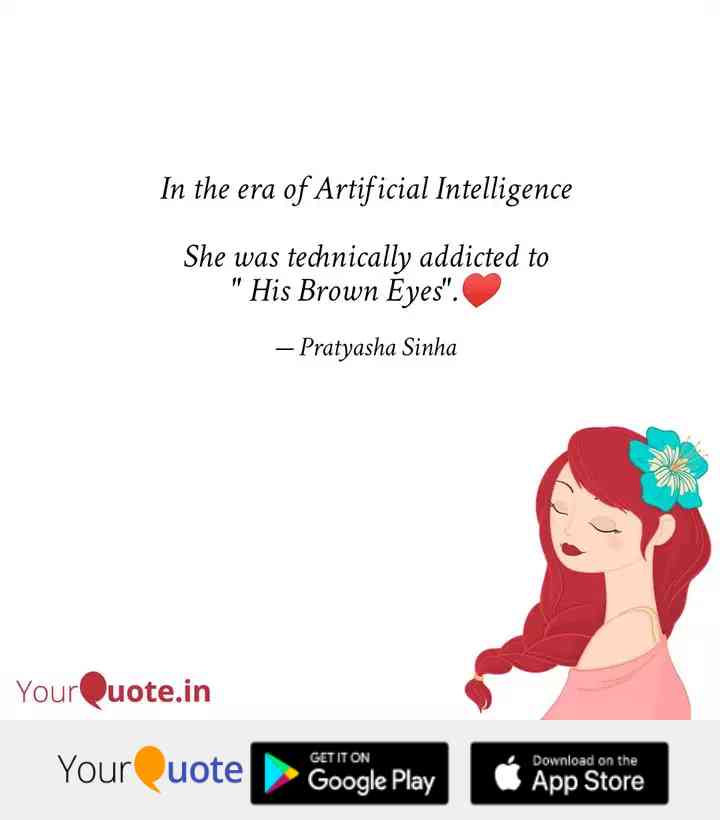 In the era of Artificial Intelligence
She was technically addicted to
" His Brown Eyes".❤️
— Pratyasha Sinha
YourQuote.in
YourQuote
GET IT ON
Google Play
Download on the
App Store